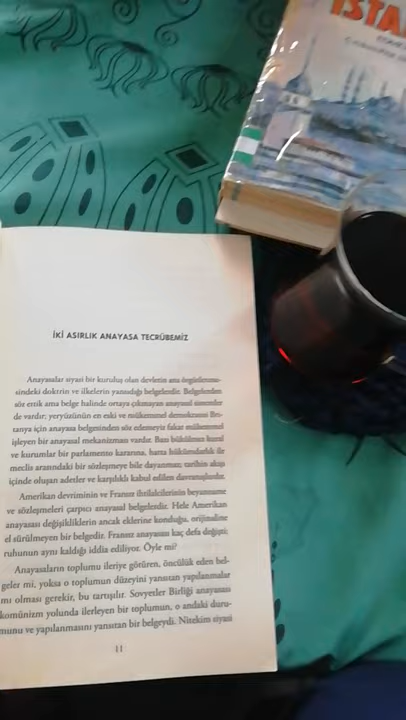 İSTA
İKİ ASIRLIK ANAYASA TECRÜBEMİZ
Anayasalar siyasi bir kuruluş olan devletin ana örgütlenme-
sindeki doktrin ve ilkelerin yansıdığı belgelerdir. Belgelerden
söz ettik ama belge halinde ortaya çıkmayan anayasal sistemler
de vardır; yeryüzünün en eski ve mükemmel demokrasisi Bri-
tanya için anayasa belgesinden söz edemeyiz fakat mükemmel
işleyen bir anayasal mekanizması vardır. Bazı hükümler kural
ve kurumlar bir parlamento kararına, hatta hükümdarlık ile
meclis arasındaki bir sözleşmeye bile dayanmaz; tarihin akışı
içinde oluşan adetler ve karşılıklı kabul edilen davranışlardır.
Amerikan devriminin ve Fransız ihtilalcilerinin beyanname
ve sözleşmeleri çarpıcı anayasal belgelerdir. Hele Amerikan
anayasası değişikliklerin ancak eklerine konduğu, orijinaline
el sürülmeyen bir belgedir. Fransız anayasası kaç defa değişti;
ruhunun aynı kaldığı iddia ediliyor. Öyle mi?
Anayasaların toplumu ileriye götüren, öncülük eden bel-
geler mi, yoksa o toplumun düzeyini yansıtan yapılanmalar
mı olması gerekir, bu tartışılır. Sovyetler Birliği anayasası
komünizm yolunda ilerleyen bir toplumun, o andaki duru-
munu ve yapılanmasını yansıtan bir belgeydi. Nitekim siyasi
11